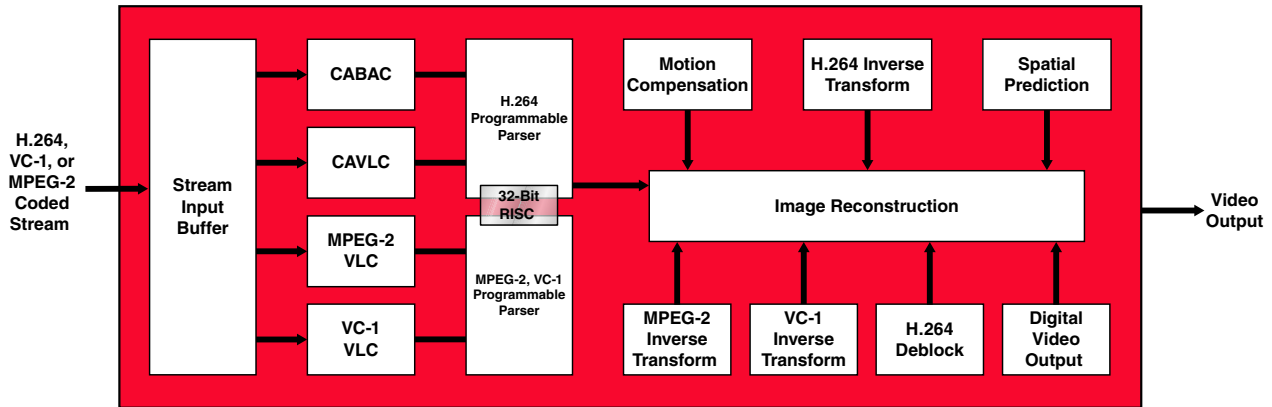 H.264,
VC-1, or
MPEG-2
Coded
Stream
Stream
Input
Buffer
CABAC
CAVLC
MPEG-2
VLC
VC-1
VLC
H.264
Programmable
Parser
32-Bit
RISC
MPEG-2, VC-1
Programmable
Parser
Motion
Compensation
H.264 Inverse
Transform
Spatial
Prediction
Image Reconstruction
MPEG-2
Inverse
Transform
VC-1
Inverse
Transform
H.264
Deblock
Digital
Video
Output
Video
Output